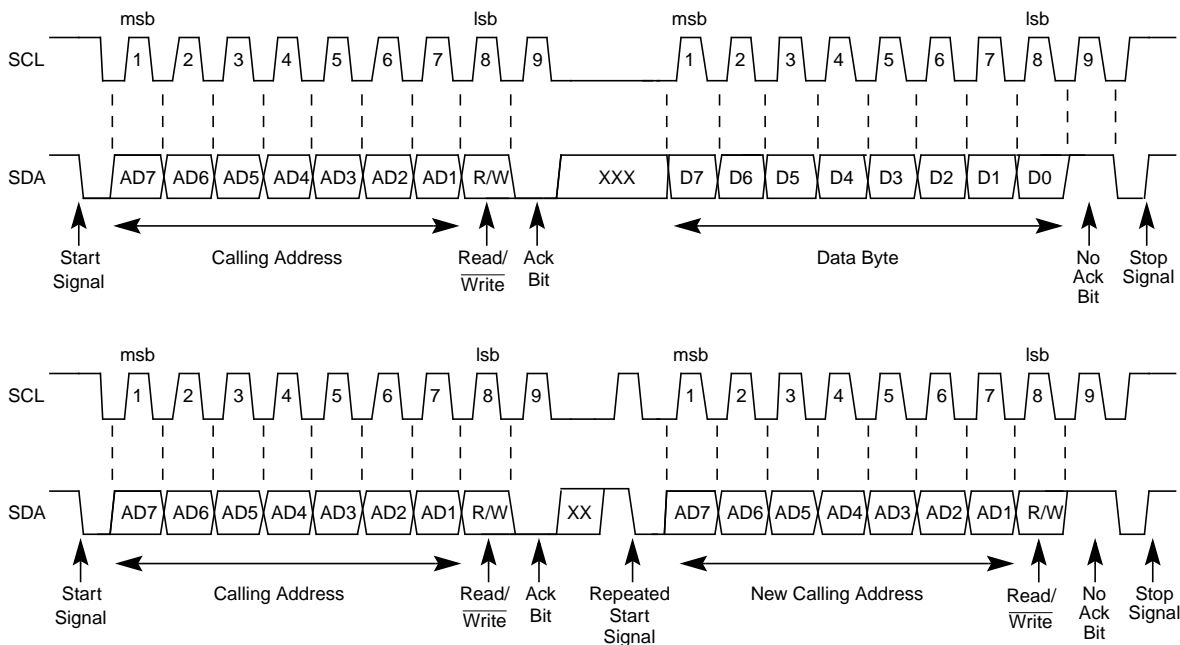 msb lsb msb lsb
SCL 1 2 3 4 5 6 7 8 9 1 2 3 4 5 6 7 8 9
SDA AD7 AD6 AD5 AD4 AD3 AD2 AD1 R/W XXX D7 D6 D5 D4 D3 D2 D1 D0
Start Signal
Calling Address
Read/ Write
Ack Bit
Data Byte
No Ack Bit
Stop Signal
msb lsb msb lsb
SCL 1 2 3 4 5 6 7 8 9 1 2 3 4 5 6 7 8 9
SDA AD7 AD6 AD5 AD4 AD3 AD2 AD1 R/W XX AD7 AD6 AD5 AD4 AD3 AD2 AD1 R/W
Start Signal
Calling Address
Read/ Write
Ack Bit
Repeated Start Signal
New Calling Address
Read/ Write
No Ack Bit
Stop Signal